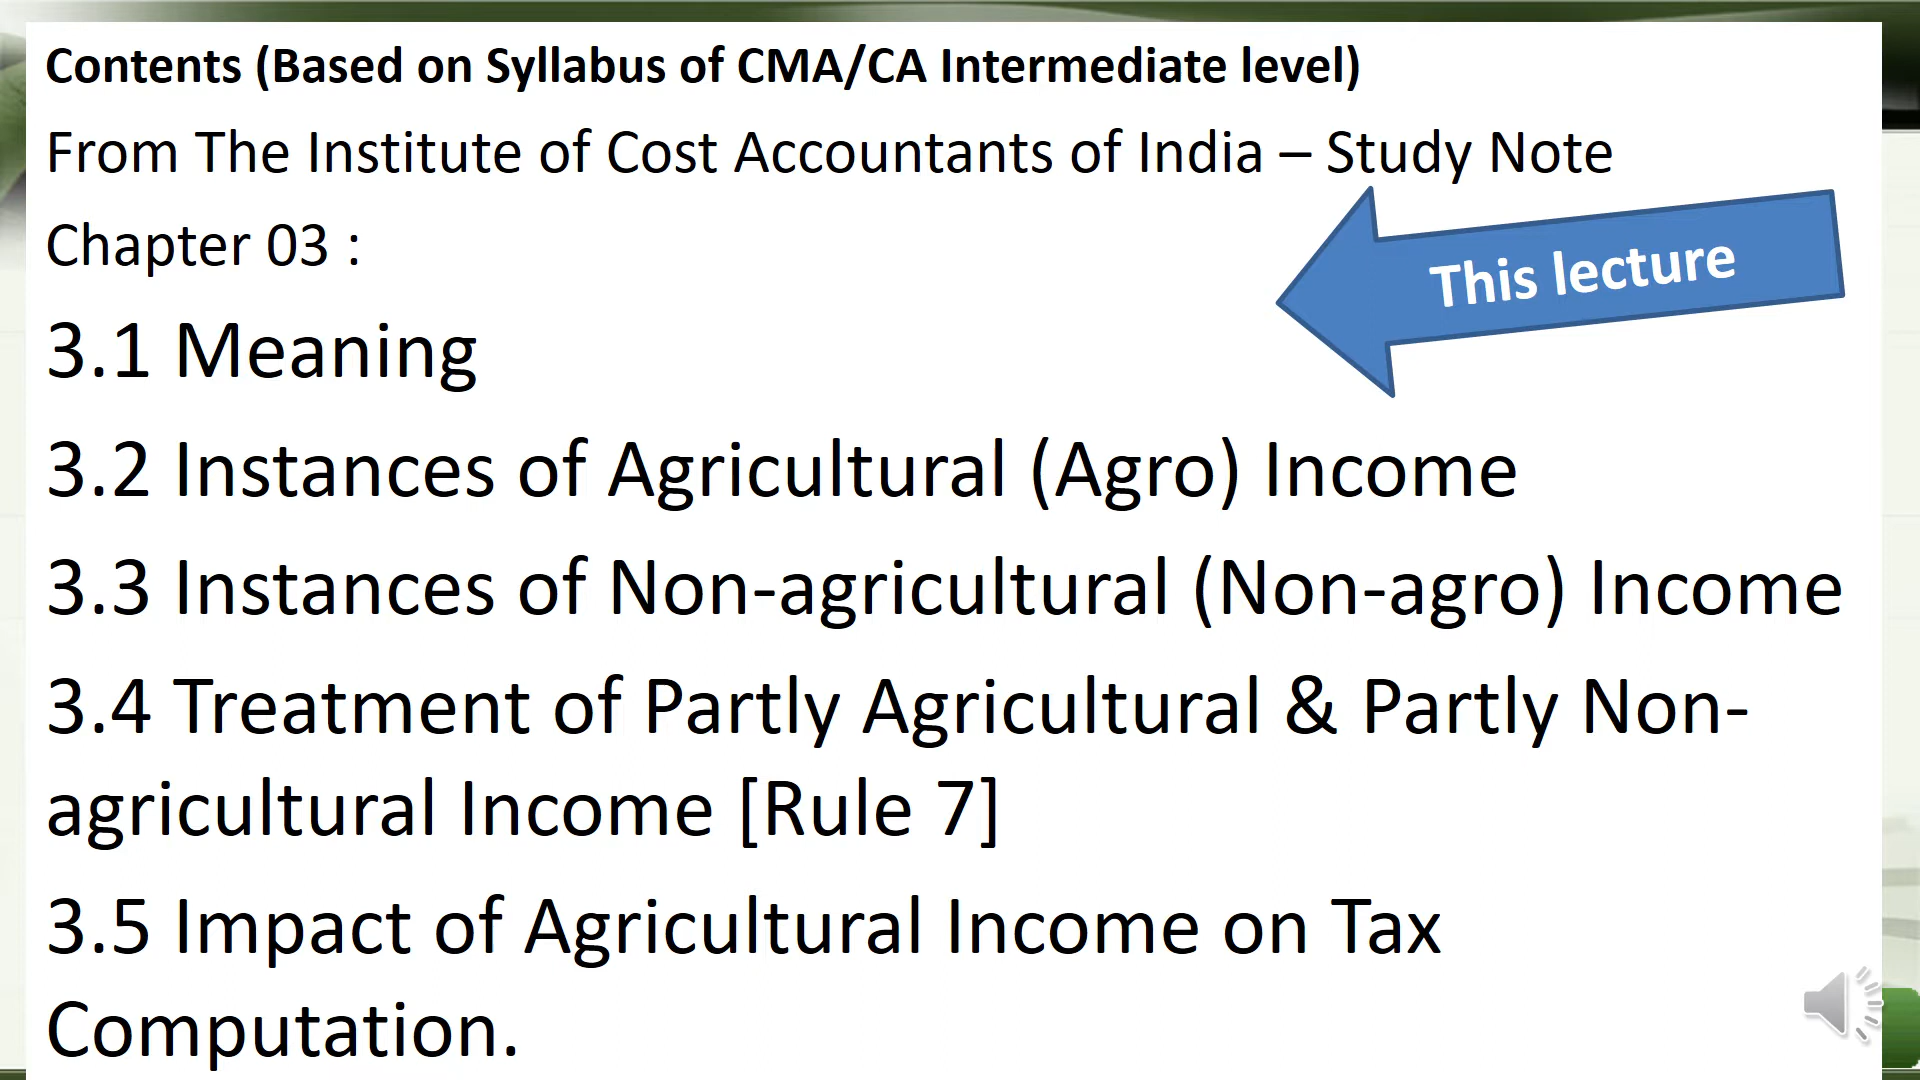 Contents (Based on Syllabus of CMA/CA Intermediate level)
From The Institute of Cost Accountants of India – Study Note
Chapter 03 :
This lecture
3.1 Meaning
3.2 Instances of Agricultural (Agro) Income
3.3 Instances of Non-agricultural (Non-agro) Income
3.4 Treatment of Partly Agricultural & Partly Non-
agricultural Income [Rule 7]
3.5 Impact of Agricultural Income on Tax
Computation.